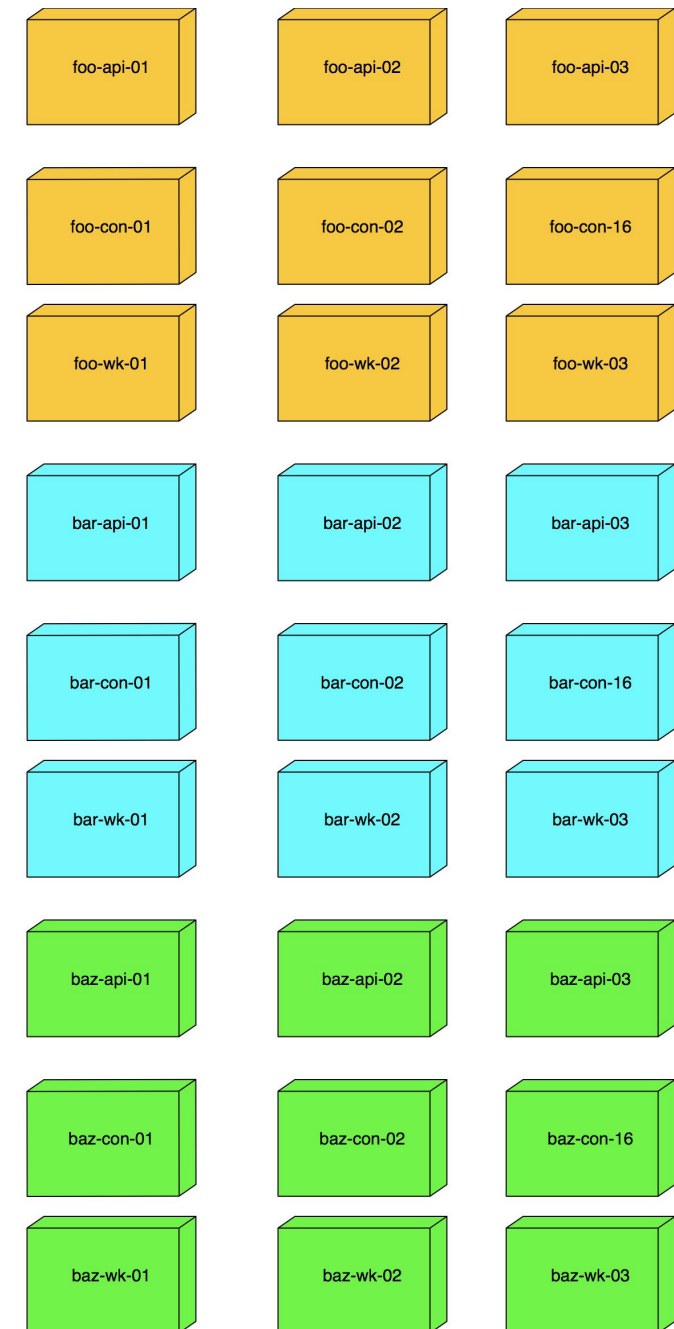 foo-api-01 foo-api-02 foo-api-03
foo-con-01 foo-con-02 foo-con-16
foo-wk-01 foo-wk-02 foo-wk-03
bar-api-01 bar-api-02 bar-api-03
bar-con-01 bar-con-02 bar-con-16
bar-wk-01 bar-wk-02 bar-wk-03
baz-api-01 baz-api-02 baz-api-03
baz-con-01 baz-con-02 baz-con-16
baz-wk-01 baz-wk-02 baz-wk-03